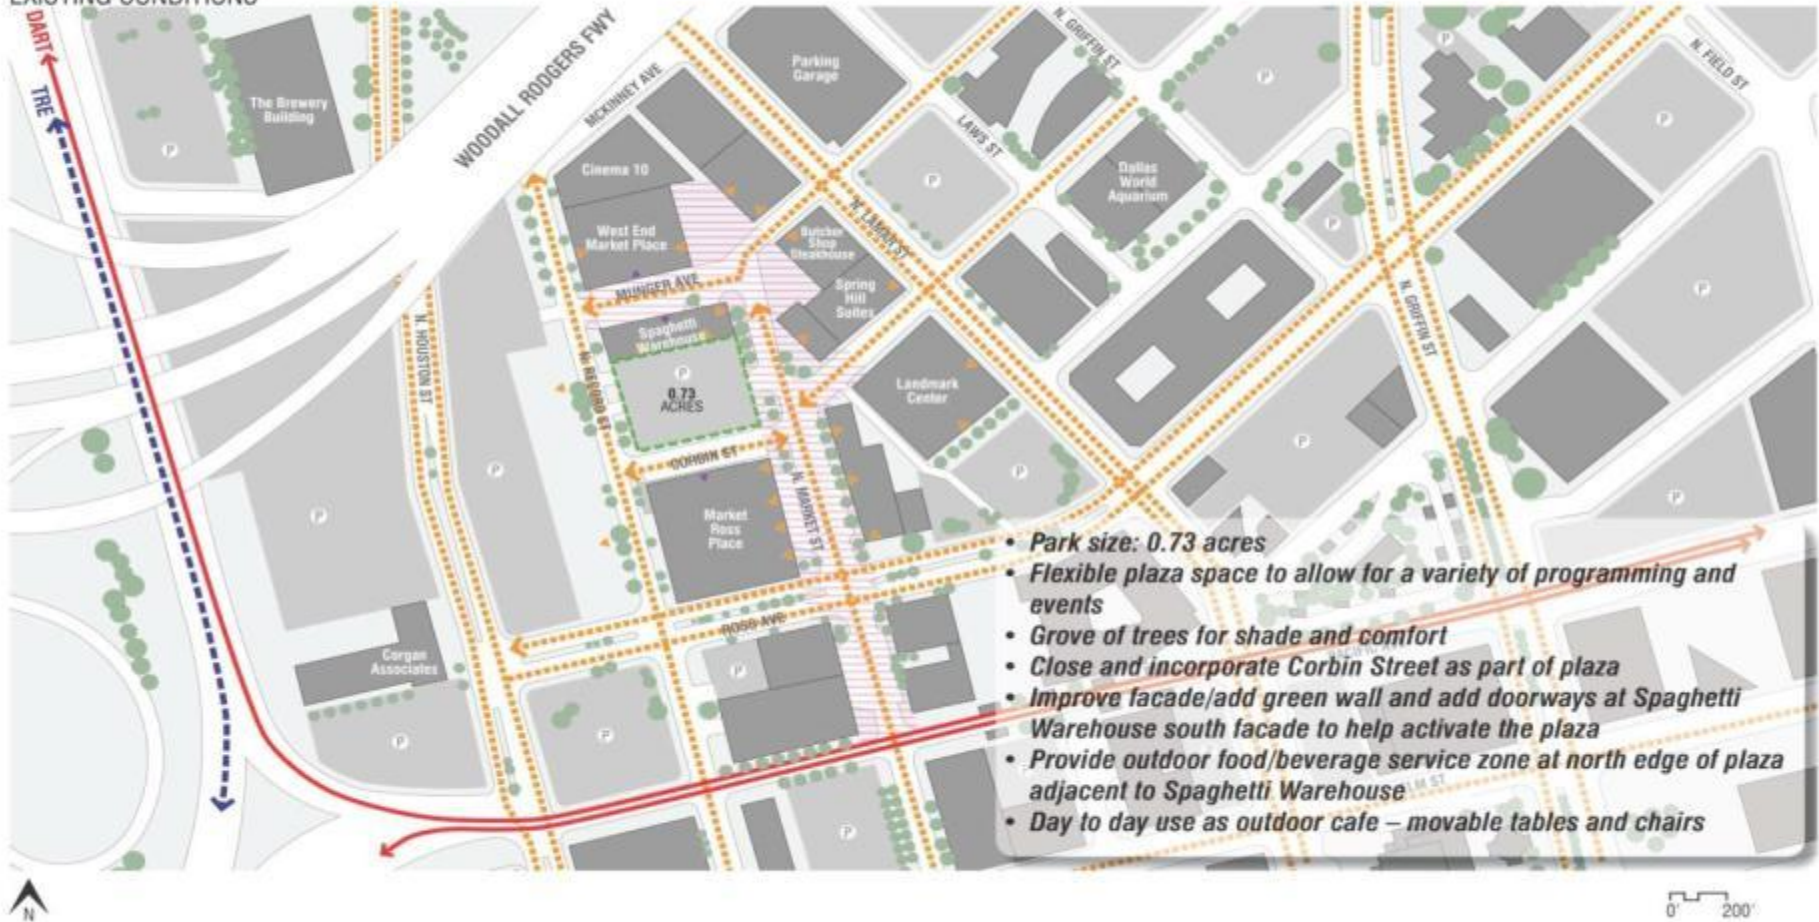 EXISTING CONDITIONS
DART
TRE
The Brewery
Building
WOODALL RODGERS FWY
MCKINNEY AVE
Parking
Garage
N. GRIFFIN ST
N. FIELD ST
P
P
P
P
LAWS ST
Cinema 10
P
Dallas
World
Aquarium
P
West End
Market Place
N. LAMAR ST
Butcher
Shop
Steakhouse
MUNGER AVE
Spring
Hill
Suites
P
N. HOUSTON ST
Spaghetti
Warehouse
N. GRIFFIN ST
N. RECORD ST
P
0.73
ACRES
Landmark
Center
CORBIN ST
P
P
P
P
P
N. MARKET ST
Market
Ross
Place
ROSS AVE
Corgan
Associates
P
P
P
P
• Park size: 0.73 acres
• Flexible plaza space to allow for a variety of programming and
events
• Grove of trees for shade and comfort
• Close and incorporate Corbin Street as part of plaza
• Improve facade/add green wall and add doorways at Spaghetti
Warehouse south facade to help activate the plaza
• Provide outdoor food/beverage service zone at north edge of plaza
adjacent to Spaghetti Warehouse
• Day to day use as outdoor cafe – movable tables and chairs
N
0' 200'